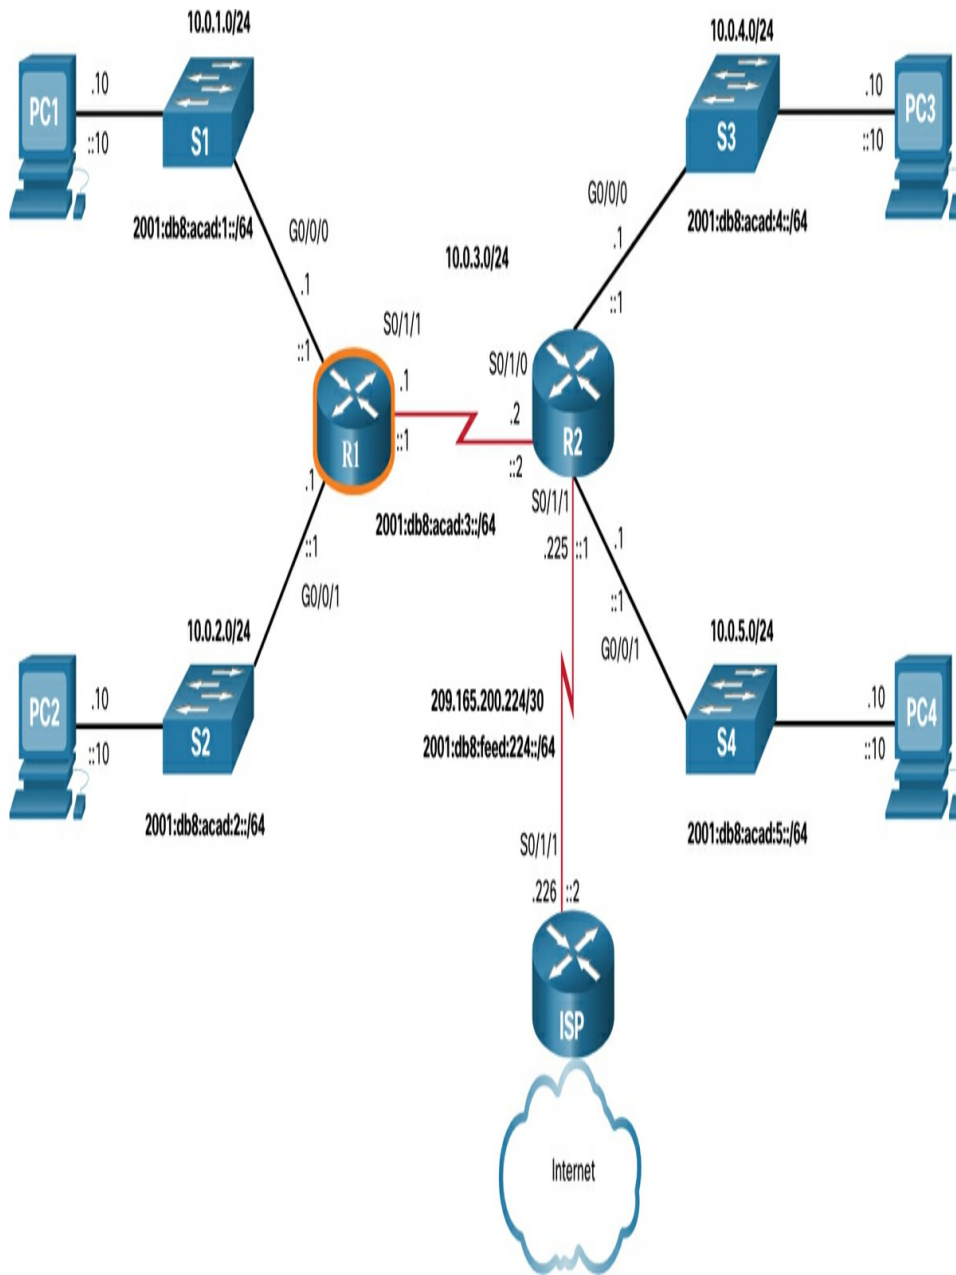 10.0.1.0/24
10.0.4.0/24
PC1
.10
::10
S1
S3
.10
::10
PC3
2001:db8:acad:1::/64
G0/0/0
.1
::1
10.0.3.0/24
G0/0/0
.1
::1
2001:db8:acad:4::/64
S0/1/1
.1
::1
R1
S0/1/0
.2
::2
R2
.1
::1
G0/0/1
2001:db8:acad:3::/64
S0/1/1
.225
::1
.1
::1
G0/0/1
10.0.2.0/24
10.0.5.0/24
PC2
.10
::10
S2
209.165.200.224/30
2001:db8:feed:224::/64
S4
.10
::10
PC4
2001:db8:acad:2::/64
2001:db8:acad:5::/64
S0/1/1
.226
::2
ISP
Internet